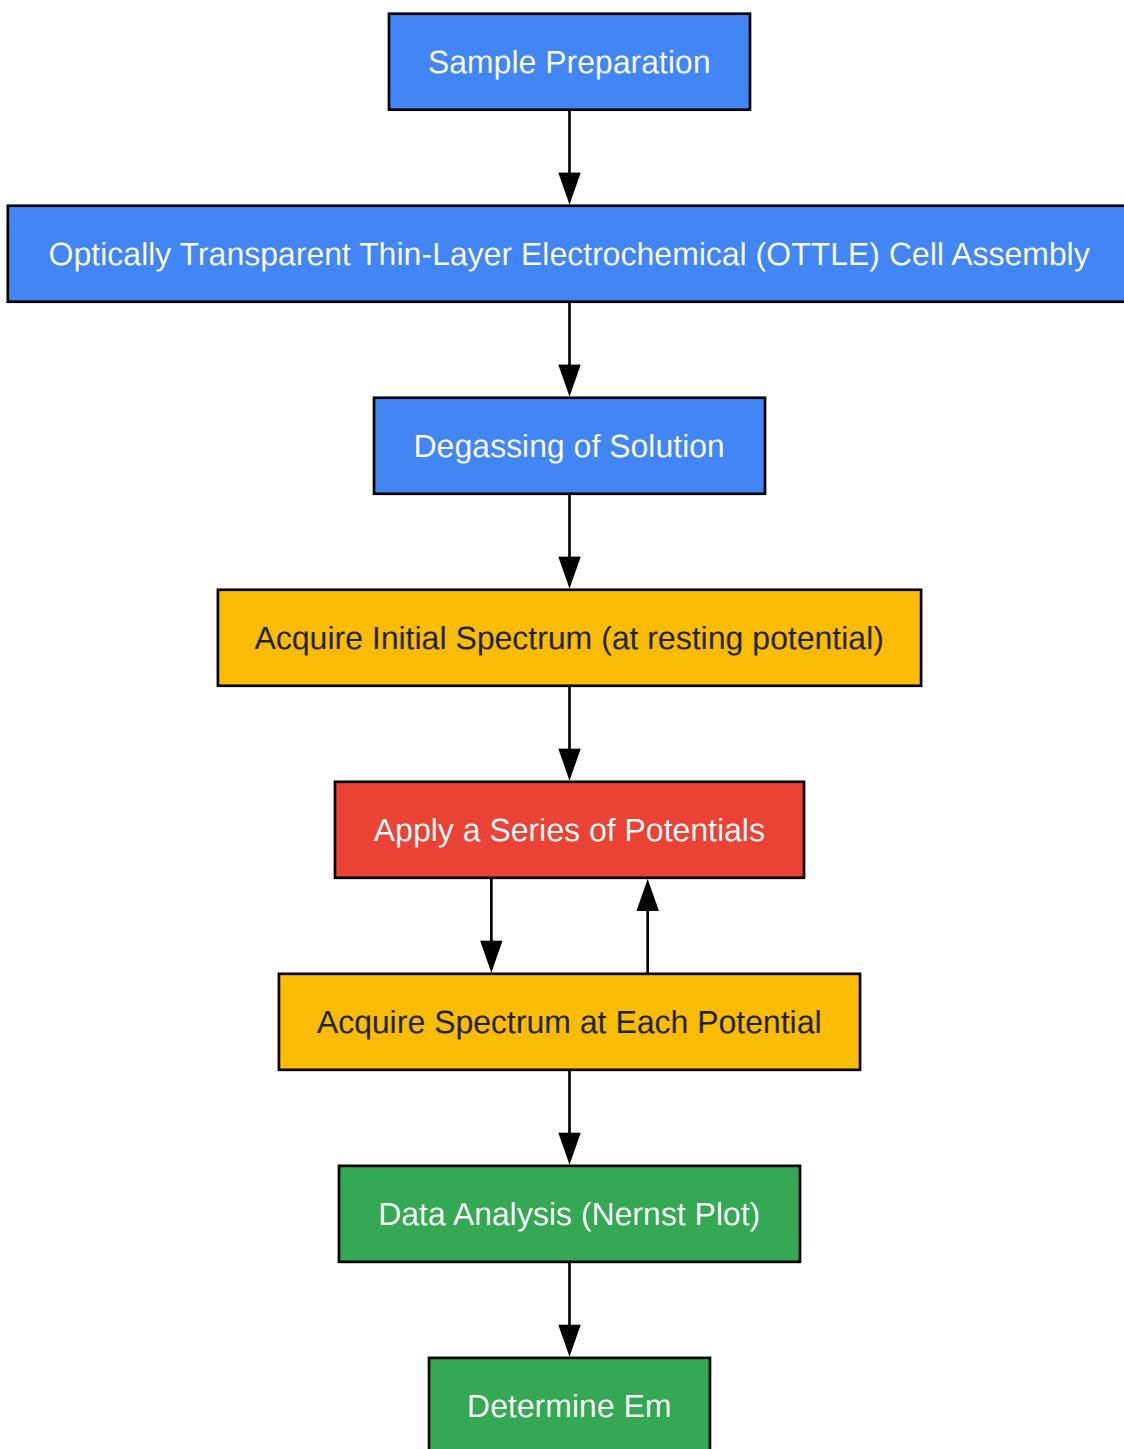 Sample Preparation
Optically Transparent Thin-Layer Electrochemical (OTTLE) Cell Assembly
Degassing of Solution
Acquire Initial Spectrum (at resting potential)
Apply a Series of Potentials
Acquire Spectrum at Each Potential
Data Analysis (Nernst Plot)
Determine Em